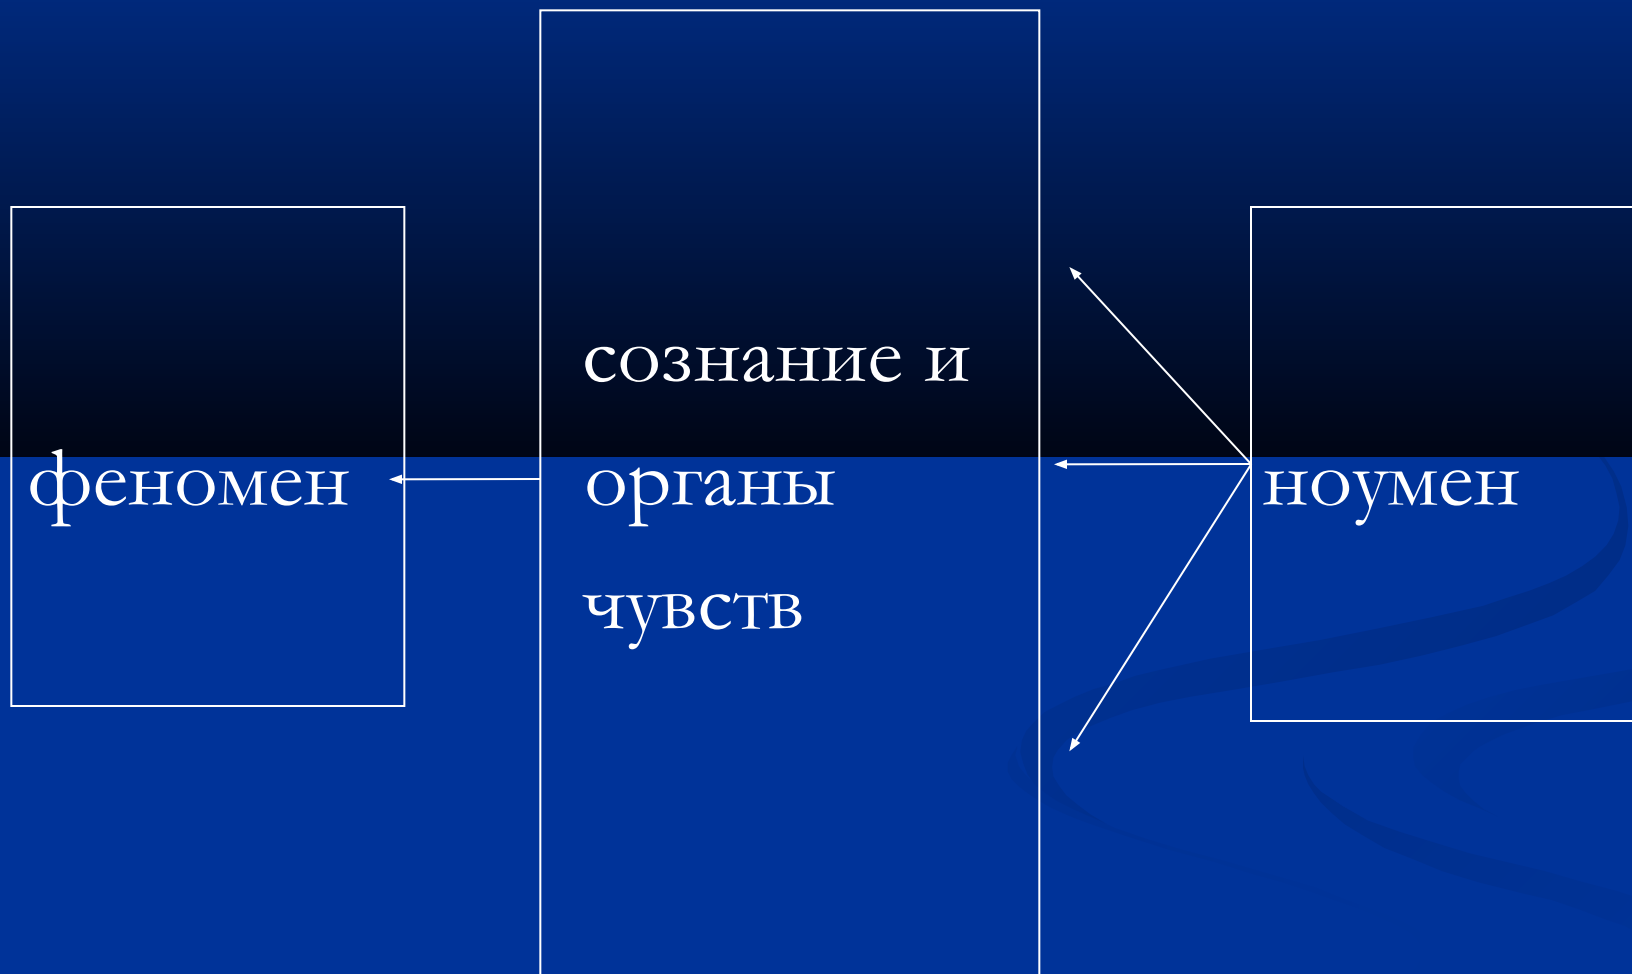 феномен
сознание и
органы
чувств
ноумен